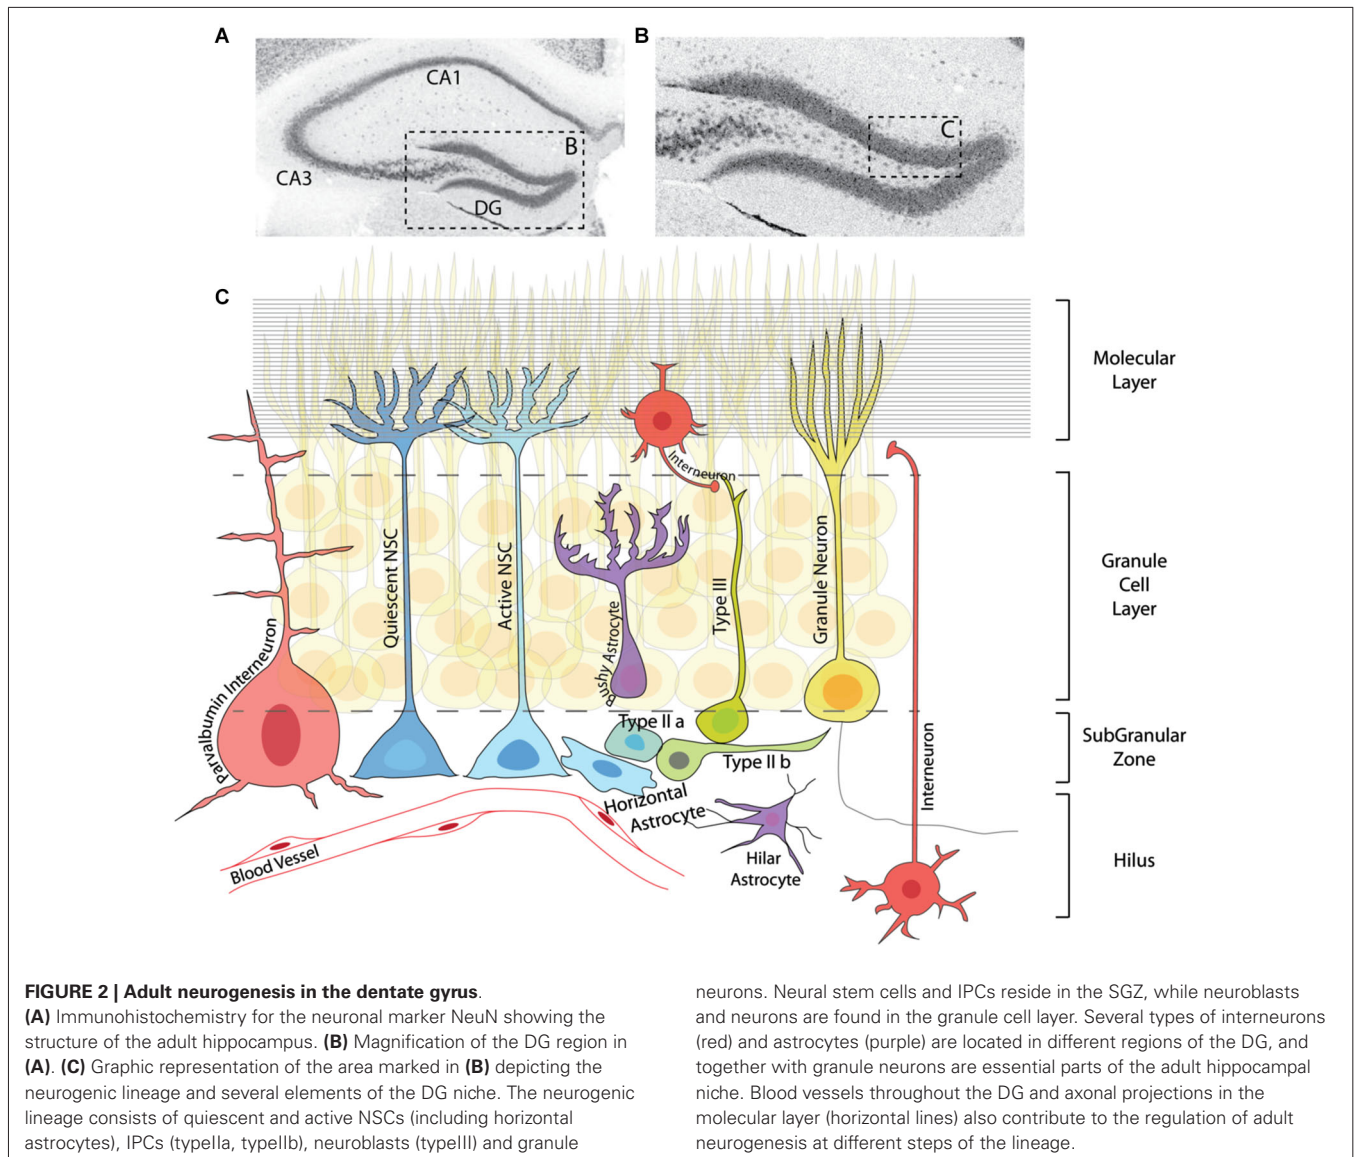 A
B
CA1
B
CA3
DG
C
C
Molecular
Layer
Interneuron
Quiescent NSC
Active NSC
Bushy Astrocyte
Type III
Granule Neuron
Granule
Cell
Layer
Parvalbumin Interneuron
Type II a
Type II b
SubGranular
Zone
Interneuron
Horizontal
Astrocyte
Blood Vessel
Hilar
Astrocyte
Hilus
FIGURE 2 | Adult neurogenesis in the dentate gyrus.
(A) Immunohistochemistry for the neuronal marker NeuN showing the
structure of the adult hippocampus. (B) Magnification of the DG region in
(A). (C) Graphic representation of the area marked in (B) depicting the
neurogenic lineage and several elements of the DG niche. The neurogenic
lineage consists of quiescent and active NSCs (including horizontal
astrocytes), IPCs (typeIIa, typeIIb), neuroblasts (typeIII) and granule
neurons. Neural stem cells and IPCs reside in the SGZ, while neuroblasts
and neurons are found in the granule cell layer. Several types of interneurons
(red) and astrocytes (purple) are located in different regions of the DG, and
together with granule neurons are essential parts of the adult hippocampal
niche. Blood vessels throughout the DG and axonal projections in the
molecular layer (horizontal lines) also contribute to the regulation of adult
neurogenesis at different steps of the lineage.